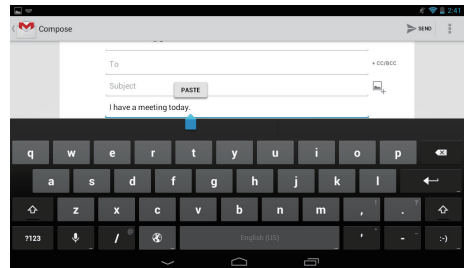 2:41
Compose
SEND
To
+ CC/BCC
Subject
PASTE
I have a meeting today.
q w e r t y u i o p
a s d f g h j k l
z x c v b n m , ! . ?
?123 / @ English (US) ' " - _ :-)